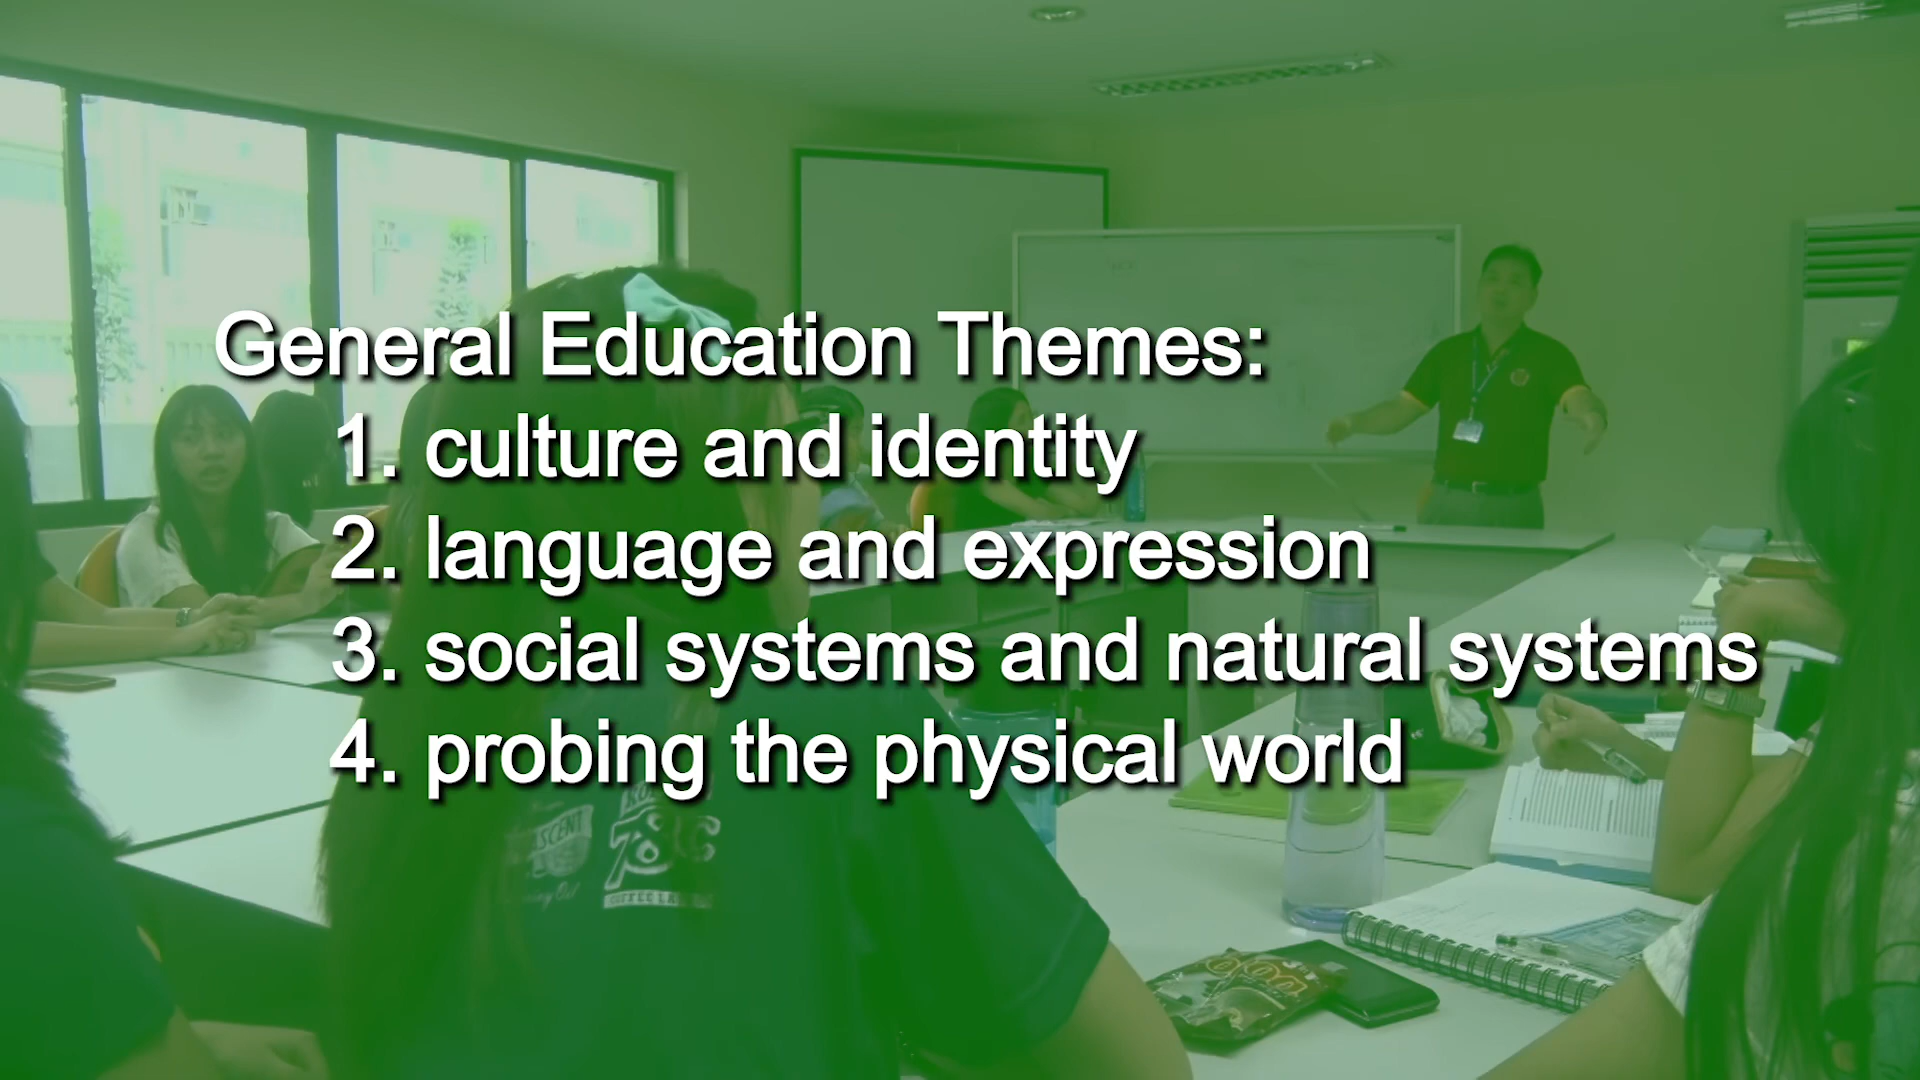 General Education Themes:
1. culture and identity
2. language and expression
3. social systems and natural systems
4. probing the physical world